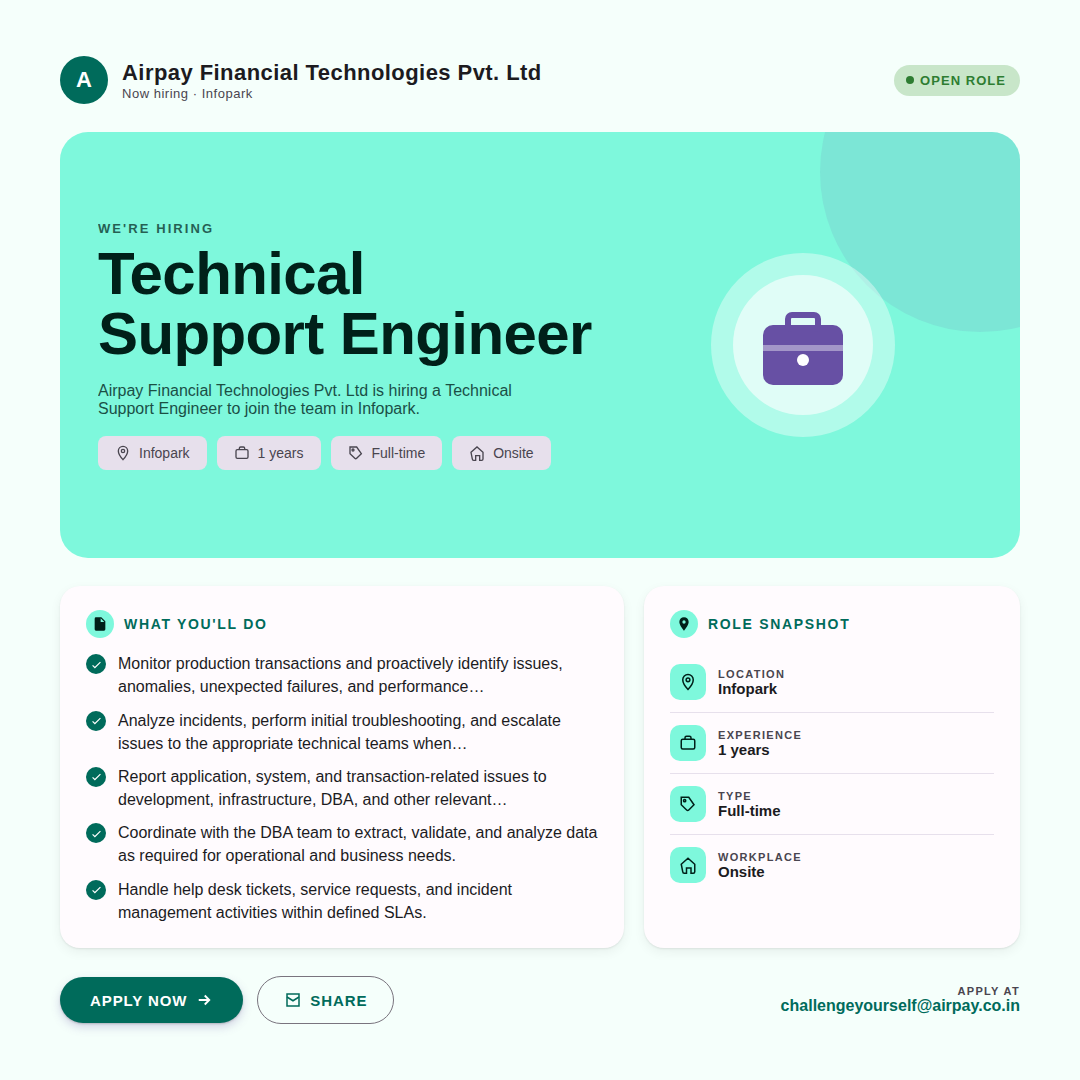 A
Airpay Financial Technologies Pvt. Ltd
Now hiring · Infopark
OPEN ROLE
WE'RE HIRING
Technical
Support Engineer
Airpay Financial Technologies Pvt. Ltd is hiring a Technical
Support Engineer to join the team in Infopark.
Infopark
1 years
Full-time
Onsite
WHAT YOU'LL DO
Monitor production transactions and proactively identify issues,
anomalies, unexpected failures, and performance…
Analyze incidents, perform initial troubleshooting, and escalate
issues to the appropriate technical teams when…
Report application, system, and transaction-related issues to
development, infrastructure, DBA, and other relevant…
Coordinate with the DBA team to extract, validate, and analyze data
as required for operational and business needs.
Handle help desk tickets, service requests, and incident
management activities within defined SLAs.
ROLE SNAPSHOT
LOCATION
Infopark
EXPERIENCE
1 years
TYPE
Full-time
WORKPLACE
Onsite
APPLY NOW
SHARE
APPLY AT
challengeyourself@airpay.co.in